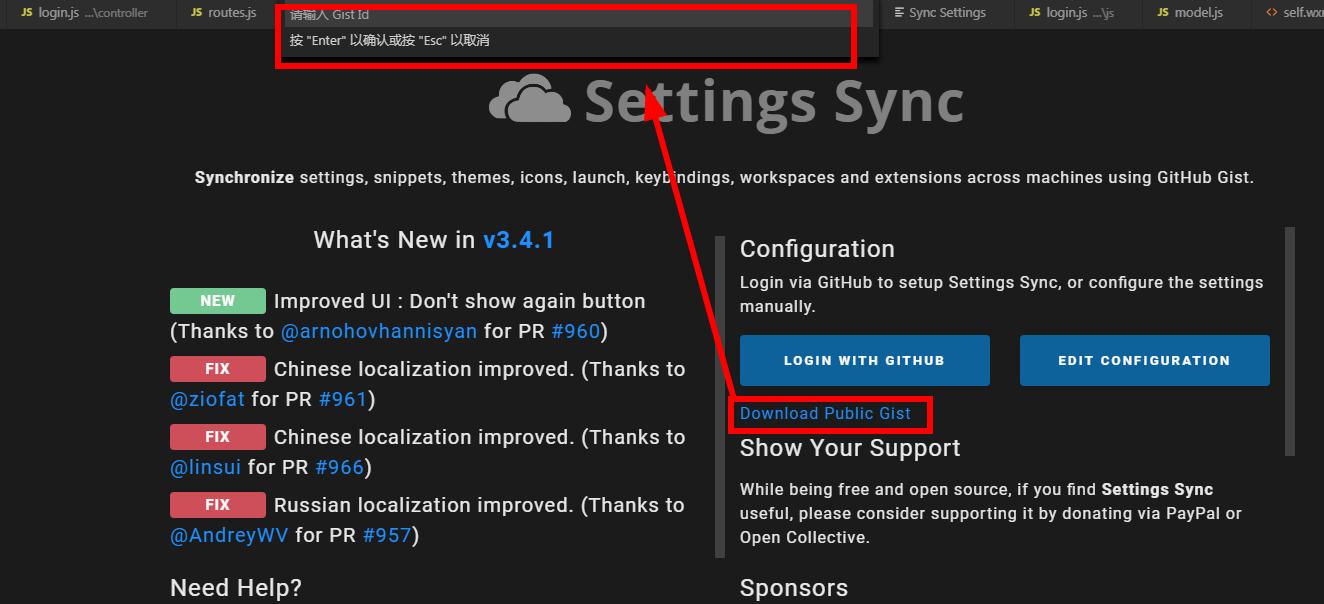 JS login.js ...\controller
JS routes.js
请输入 Gist Id
Sync Settings
JS login.js ...\js
JS model.js
<> self.wx
按 "Enter" 以确认或按 "Esc" 以取消
Settings Sync
Synchronize settings, snippets, themes, icons, launch, keybindings, workspaces and extensions across machines using GitHub Gist.
What's New in v3.4.1
NEW Improved UI : Don't show again button
(Thanks to @arnohovhannisyan for PR #960)
FIX Chinese localization improved. (Thanks to
@ziofat for PR #961)
FIX Chinese localization improved. (Thanks to
@linsui for PR #966)
FIX Russian localization improved. (Thanks to
@AndreyWV for PR #957)
Need Help?
Configuration
Login via GitHub to setup Settings Sync, or configure the settings
manually.
LOGIN WITH GITHUB
EDIT CONFIGURATION
Download Public Gist
Show Your Support
While being free and open source, if you find Settings Sync
useful, please consider supporting it by donating via PayPal or
Open Collective.
Sponsors